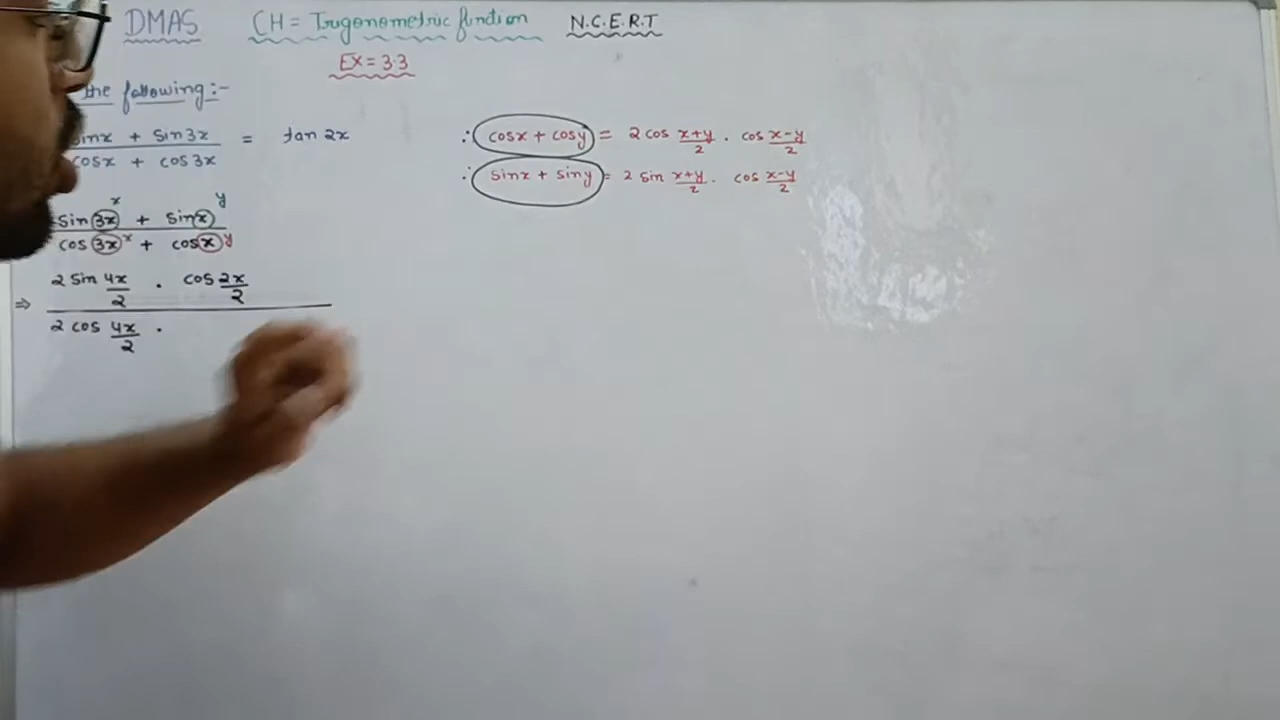 DMAS CH = Trigonometric function N.C.E.R.T
EX = 3.3
the following :-
sinx + sin3x / cosx + cos3x = tan 2x
∴ cosx + cosy = 2 cos x+y/2 . cos x-y/2
∴ sinx + siny = 2 sin x+y/2 . cos x-y/2
x y
sin 3x + sin x
cos 3x x + cos x y
⇒ 2 sin 4x/2 . cos 2x/2
2 cos 4x/2 .